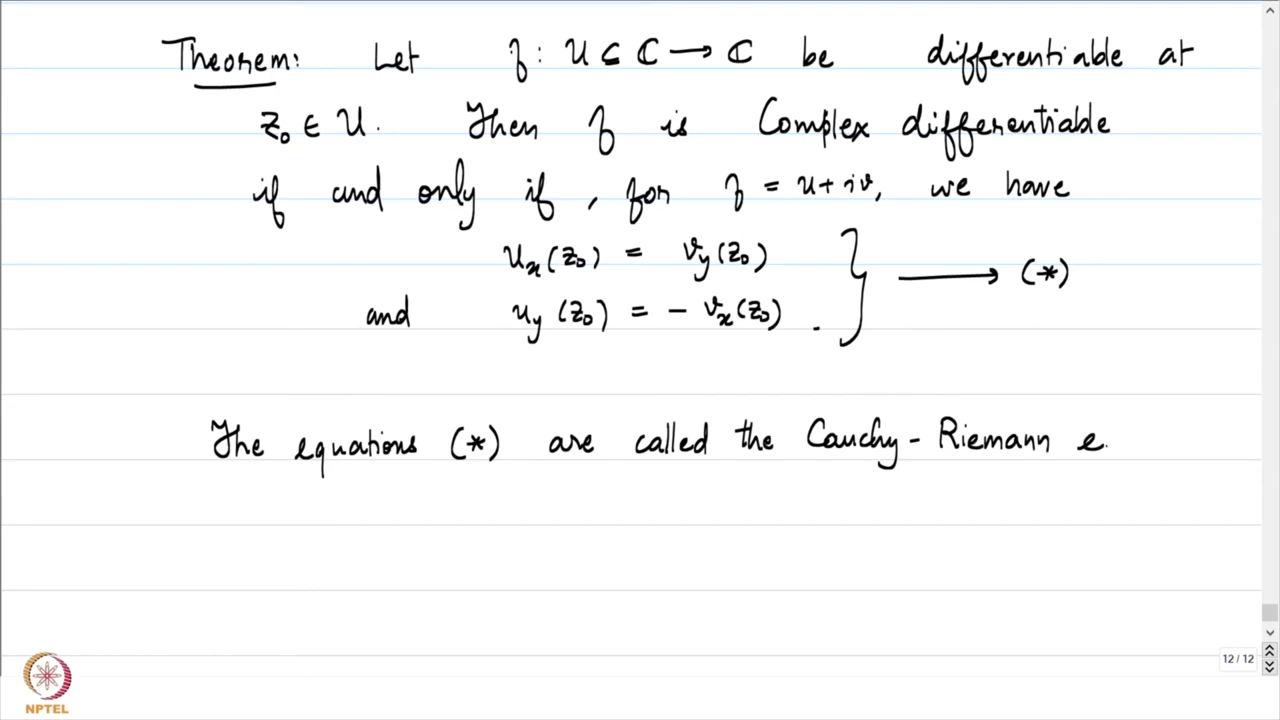 Theorem: Let f : U ⊆ ℂ → ℂ be differentiable at
z₀ ∈ U. Then f is Complex differentiable
if and only if, for f = u + iv, we have
uₓ(z₀) = v_y(z₀)
and u_y(z₀) = - vₓ(z₀). } → (*)
The equations (*) are called the Cauchy - Riemann e
12 / 12
NPTEL